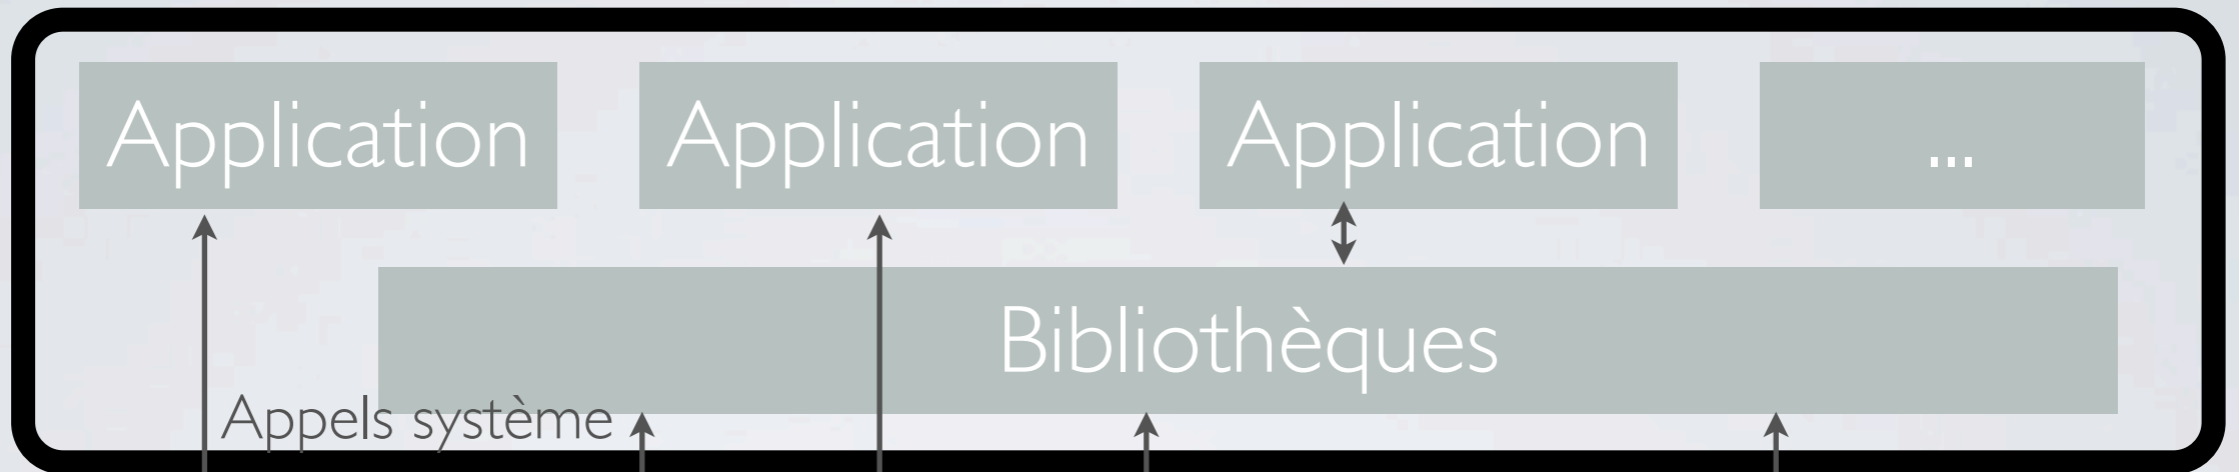 Application Application Application ...
Bibliothèques
Appels système